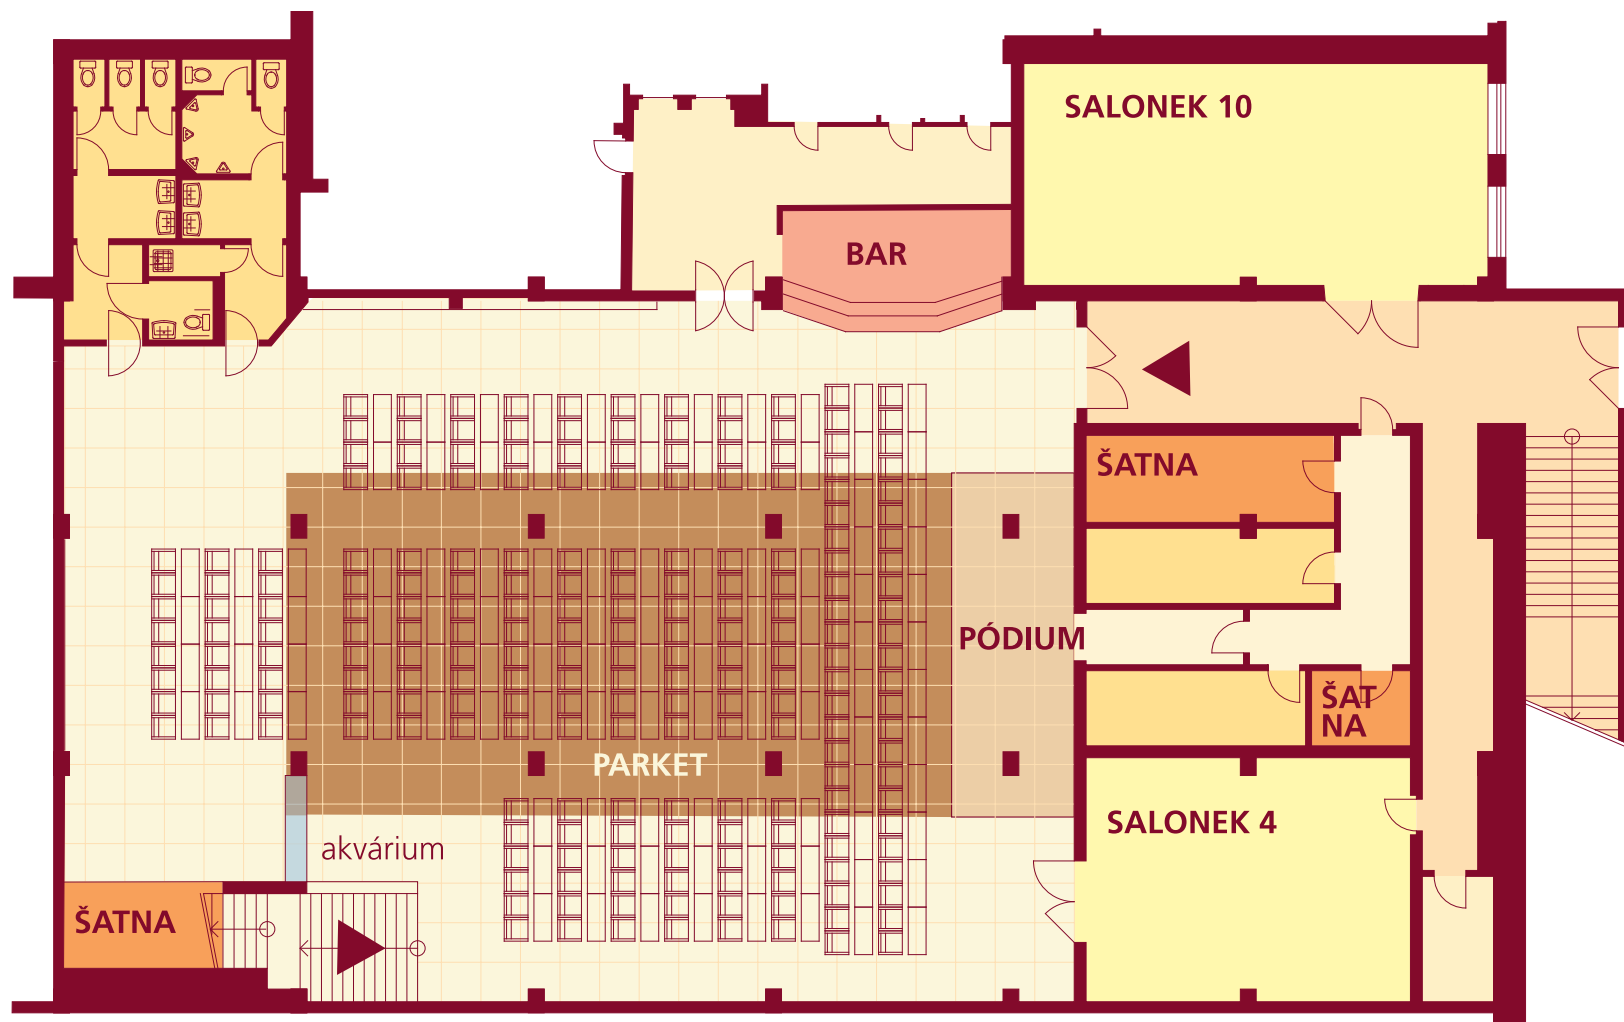 SALONEK 10
BAR
ŠATNA
PÓDIUM
ŠAT
NA
PARKET
SALONEK 4
akvárium
ŠATNA